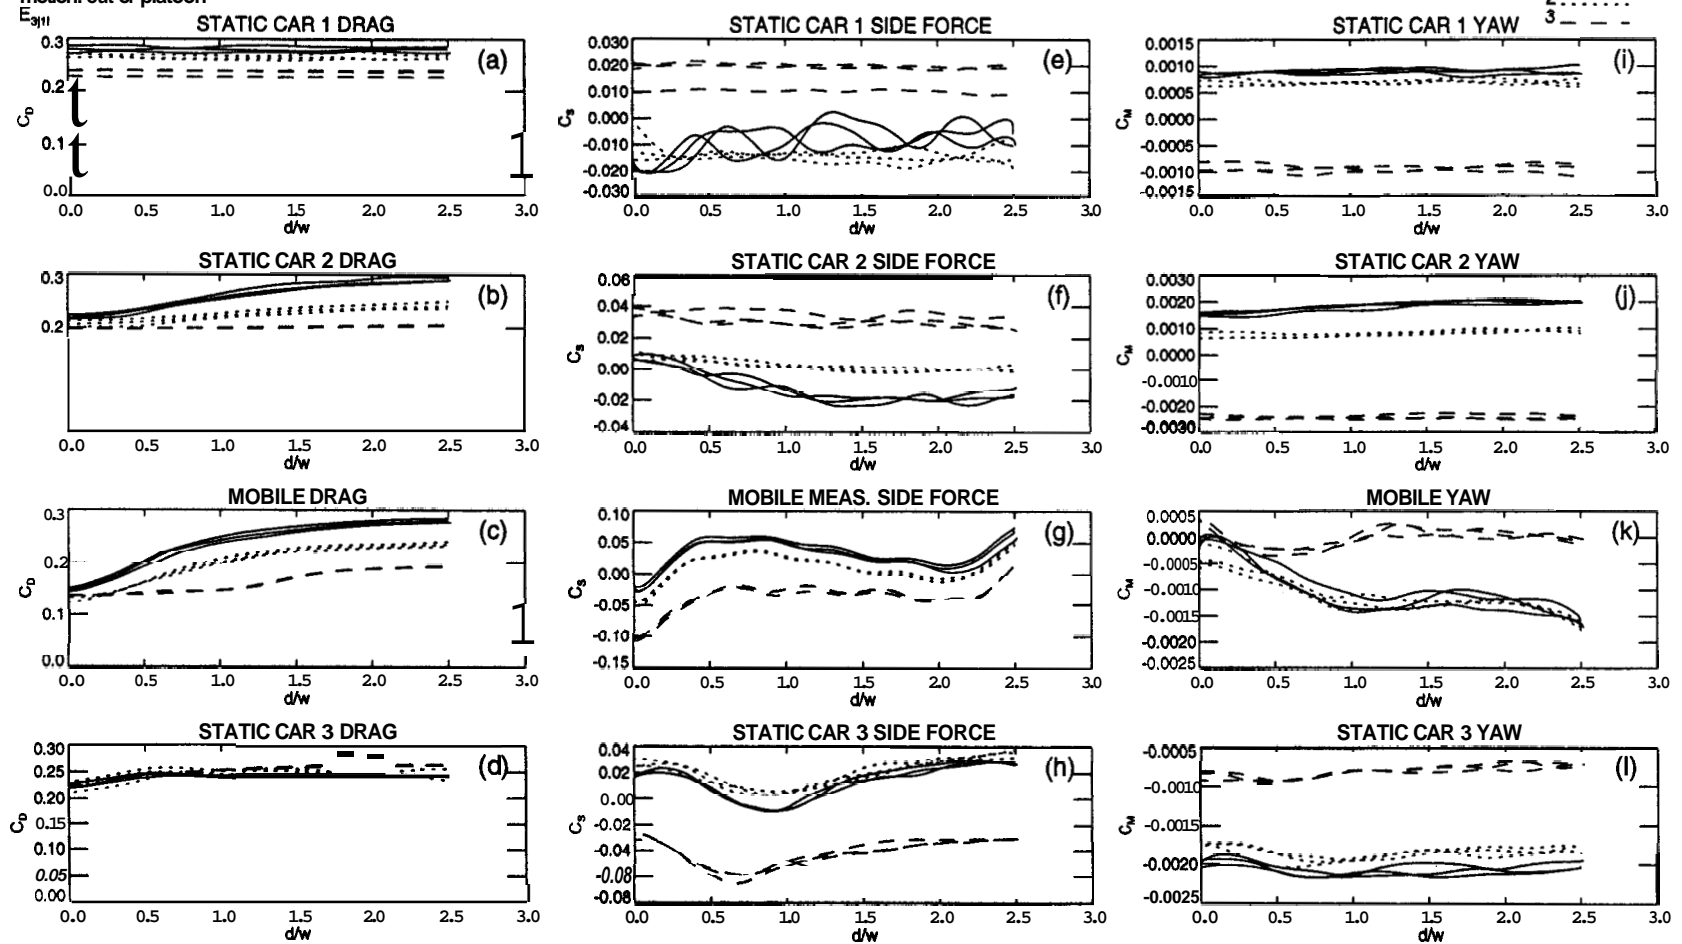 E3j1l
2
3
STATIC CAR 1 DRAG
(a)
0.3
0.2
0.1
0.0
CD
0.0 0.5 1.0 1.5 2.0 2.5 3.0
d/w
STATIC CAR 1 SIDE FORCE
(e)
0.030
0.020
0.010
0.000
-0.010
-0.020
-0.030
CS
0.0 0.5 1.0 1.5 2.0 2.5 3.0
d/w
STATIC CAR 1 YAW
(i)
0.0015
0.0010
0.0005
0.0000
-0.0005
-0.0010
-0.0015
CM
0.0 0.5 1.0 1.5 2.0 2.5 3.0
d/w
STATIC CAR 2 DRAG
(b)
0.3
0.2
0.0 0.5 1.0 1.5 2.0 2.5 3.0
d/w
STATIC CAR 2 SIDE FORCE
(f)
0.06
0.04
0.02
0.00
-0.02
-0.04
CS
0.0 0.5 1.0 1.5 2.0 2.5 3.0
d/w
STATIC CAR 2 YAW
(j)
0.0030
0.0020
0.0010
0.0000
-0.0010
-0.0020
-0.0030
CM
0.0 0.5 1.0 1.5 2.0 2.5 3.0
d/w
MOBILE DRAG
(c)
0.3
0.2
0.1
0.0
CD
0.0 0.5 1.0 1.5 2.0 2.5 3.0
d/w
MOBILE MEAS. SIDE FORCE
(g)
0.10
0.05
0.00
-0.05
-0.10
-0.15
CS
0.0 0.5 1.0 1.5 2.0 2.5 3.0
d/w
MOBILE YAW
(k)
0.0005
0.0000
-0.0005
-0.0010
-0.0015
-0.0020
-0.0025
CM
0.0 0.5 1.0 1.5 2.0 2.5 3.0
d/w
STATIC CAR 3 DRAG
(d)
0.30
0.25
0.20
0.15
0.10
0.05
0.00
CD
0.0 0.5 1.0 1.5 2.0 2.5 3.0
d/w
STATIC CAR 3 SIDE FORCE
(h)
0.04
0.02
0.00
-0.02
-0.04
-0.08
-0.08
CS
0.0 0.5 1.0 1.5 2.0 2.5 3.0
d/w
STATIC CAR 3 YAW
(l)
-0.0005
-0.0010
-0.0015
-0.0020
-0.0025
CM
0.0 0.5 1.0 1.5 2.0 2.5 3.0
d/w